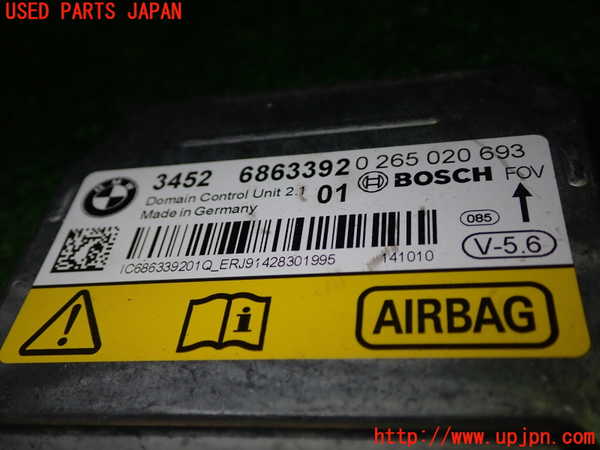 USED PARTS JAPAN
BMW
3452 6863392 0 265 020 693
Domain Control Unit 2.1 01 BOSCH FOV
Made in Germany
085
V-5.6
IC686339201Q_ERJ91428301995 141010
AIRBAG
http://www.upjpn.com/